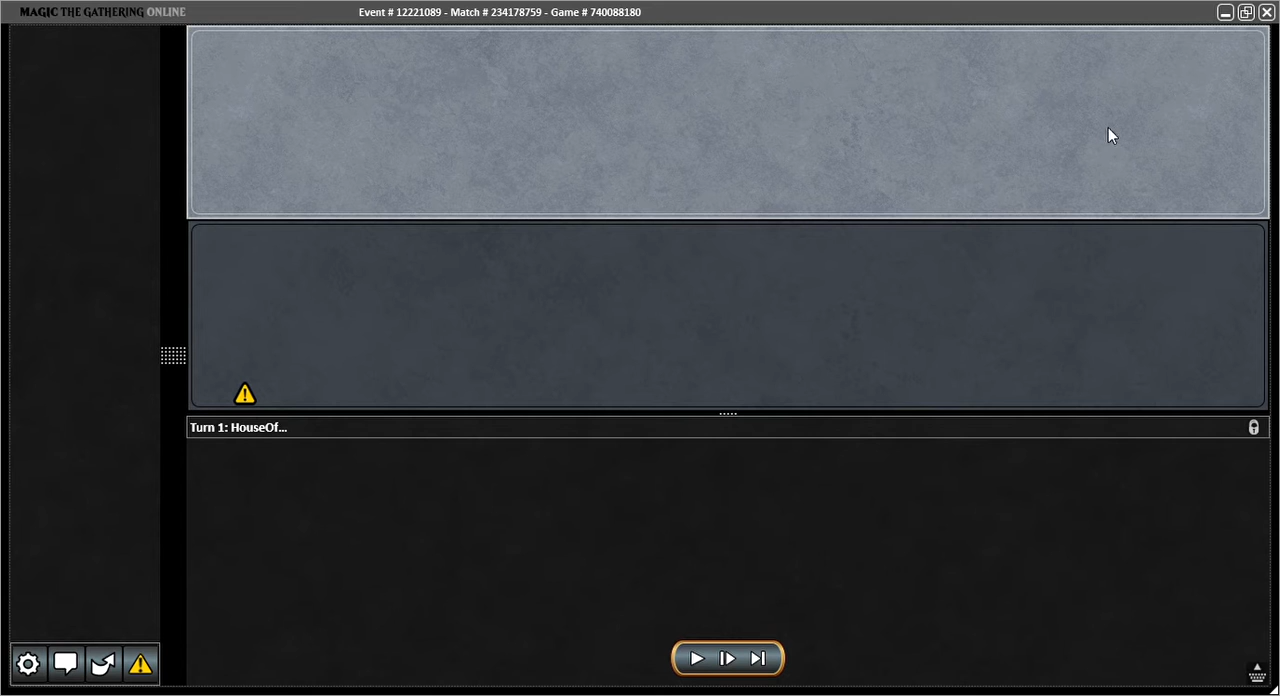 MAGIC THE GATHERING ONLINE
Event # 12221089 - Match # 234178759 - Game # 740088180
Turn 1: HouseOf...